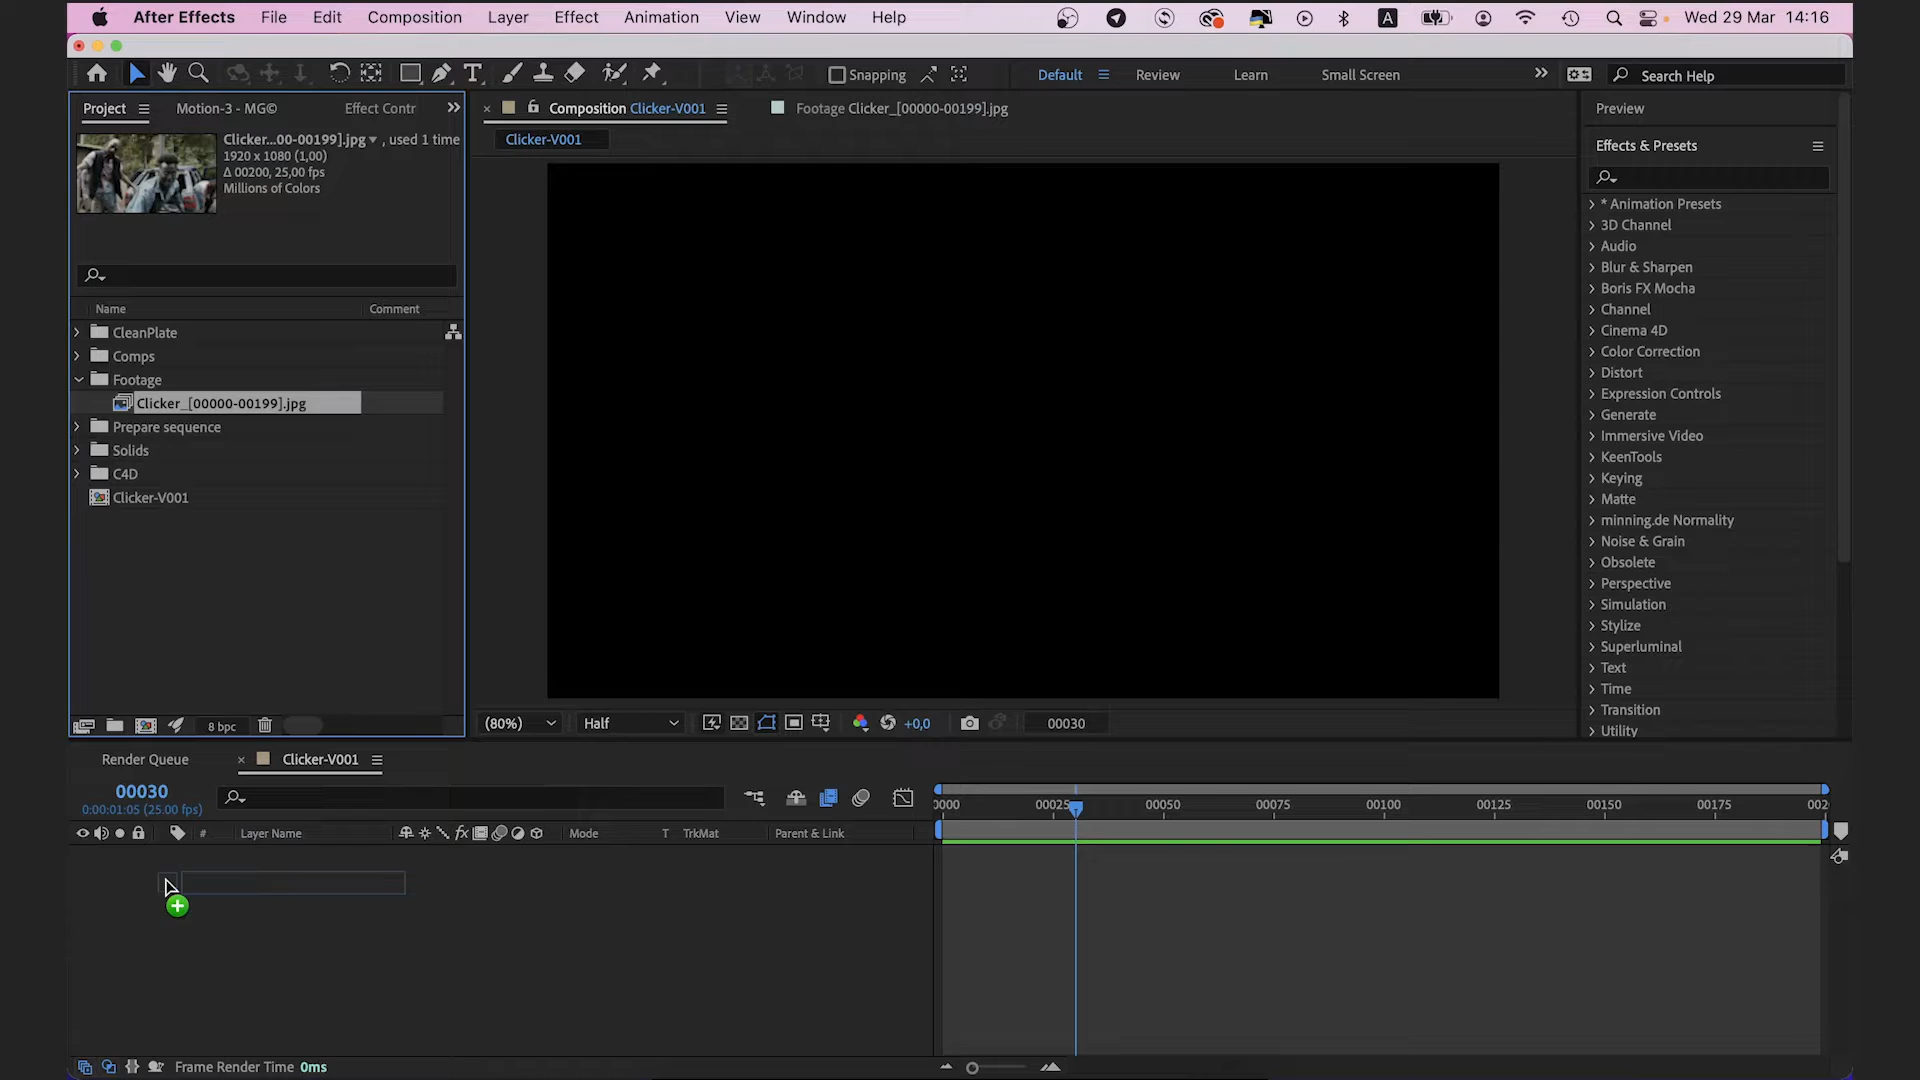 After Effects File Edit Composition Layer Effect Animation View Window Help A Wed 29 Mar 14:16
T Snapping Default Review Learn Small Screen Search Help
Project Motion-3 - MG© Effect Contr
Composition Clicker-V001 Footage Clicker_[00000-00199].jpg
Clicker-V001
Clicker...00-00199].jpg , used 1 time
1920 x 1080 (1,00)
Δ 00200, 25,00 fps
Millions of Colors
Name Comment
CleanPlate
Comps
Footage
Clicker_[00000-00199].jpg
Prepare sequence
Solids
C4D
Clicker-V001
8 bpc
(80%) Half +0,0 00030
Preview
Effects & Presets
* Animation Presets
3D Channel
Audio
Blur & Sharpen
Boris FX Mocha
Channel
Cinema 4D
Color Correction
Distort
Expression Controls
Generate
Immersive Video
KeenTools
Keying
Matte
minning.de Normality
Noise & Grain
Obsolete
Perspective
Simulation
Stylize
Superluminal
Text
Time
Transition
Utility
Render Queue Clicker-V001
00030
0:00:01:05 (25.00 fps)
0000 00025 00050 00075 00100 00125 00150 00175 002
# Layer Name fx Mode T TrkMat Parent & Link
Frame Render Time 0ms